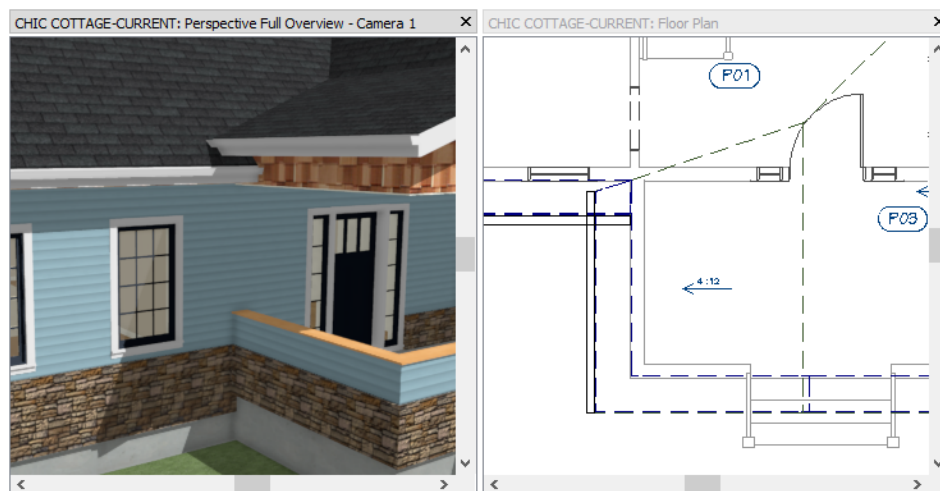 CHIC COTTAGE-CURRENT: Perspective Full Overview - Camera 1
CHIC COTTAGE-CURRENT: Floor Plan
P01
P03
4:12